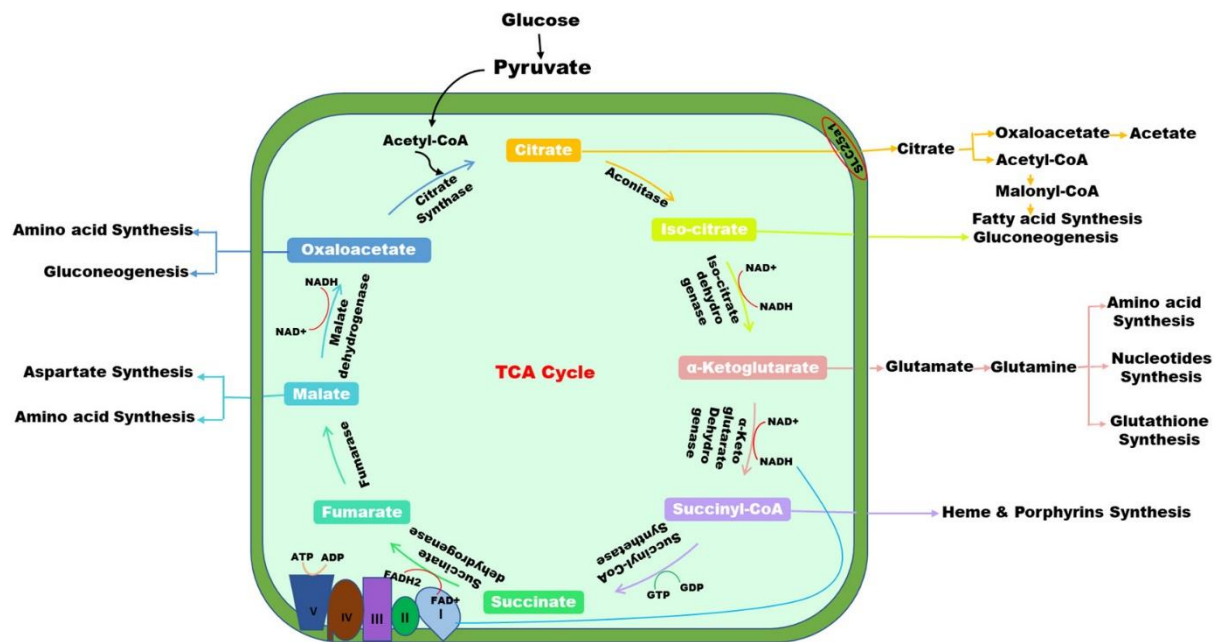 Glucose
Pyruvate
Acetyl-CoA
Citrate
SLC25a1
Citrate
Oxaloacetate
Acetate
Acetyl-CoA
Malonyl-CoA
Fatty acid Synthesis
Gluconeogenesis
Citrate
Synthase
Aconitase
Iso-citrate
Amino acid Synthesis
Gluconeogenesis
Oxaloacetate
Iso-citrate
dehydro
genase
NAD+
NADH
NADH
NAD+
Malate
dehydrogenase
TCA Cycle
α-Ketoglutarate
Glutamate
Glutamine
Amino acid
Synthesis
Nucleotides
Synthesis
Glutathione
Synthesis
Aspartate Synthesis
Amino acid Synthesis
Malate
α-Keto
glutarate
Dehydro
genase
NAD+
NADH
Fumarase
Fumarate
Succinyl-CoA
Heme & Porphyrins Synthesis
Succinyl-CoA
Synthetase
GTP
GDP
Succinate
dehydrogenase
Succinate
ATP
ADP
FADH2
FAD+
V
IV
III
II
I